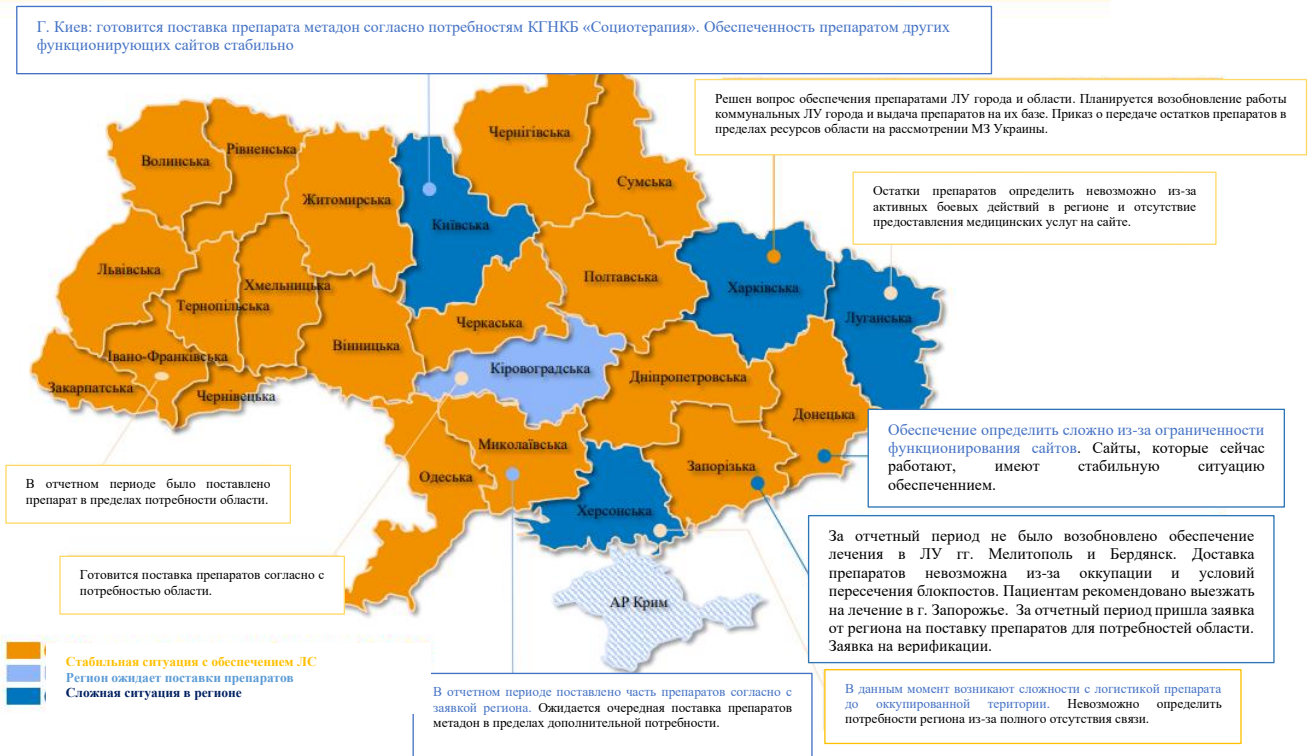 Г. Киев: готовится поставка препарата метадон согласно потребностям КГНКБ «Социотерапия». Обеспеченность препаратом других
функционирующих сайтов стабильно
Решен вопрос обеспечения препаратами ЛУ города и области. Планируется возобновление работы
коммунальных ЛУ города и выдача препаратов на их базе. Приказ о передаче остатков препаратов в
пределах ресурсов области на рассмотрении МЗ Украины.
Остатки препаратов определить невозможно из-за
активных боевых действий в регионе и отсутствие
предоставления медицинских услуг на сайте.
Волинська
Рівненська
Житомирська
Київська
Чернігівська
Сумська
Львівська
Тернопільська
Хмельницька
Вінницька
Черкаська
Полтавська
Харківська
Луганська
Івано-Франківська
Закарпатська
Чернівецька
Кіровоградська
Дніпропетровська
Донецька
Миколаївська
Одеська
Запорізька
Херсонська
АР Крим
Обеспечение определить сложно из-за ограниченности
функционирования сайтов. Сайты, которые сейчас
работают, имеют стабильную ситуацию
обеспечением.
В отчетном периоде было поставлено
препарат в пределах потребности области.
За отчетный период не было возобновлено обеспечение
лечения в ЛУ гг. Мелитополь и Бердянск. Доставка
препаратов невозможна из-за оккупации и условий
пересечения блокпостов. Пациентам рекомендовано выезжать
на лечение в г. Запорожье. За отчетный период пришла заявка
от региона на поставку препаратов для потребностей области.
Заявка на верификации.
Готовится поставка препаратов согласно с
потребностью области.
Стабильная ситуация с обеспечением ЛС
Регион ожидает поставки препаратов
Сложная ситуация в регионе
В отчетном периоде поставлено часть препаратов согласно с
заявкой региона. Ожидается очередная поставка препаратов
метадон в пределах дополнительной потребности.
В данным момент возникают сложности с логистикой препарата
до оккупированной територии. Невозможно определить
потребности региона из-за полного отсутствия связи.